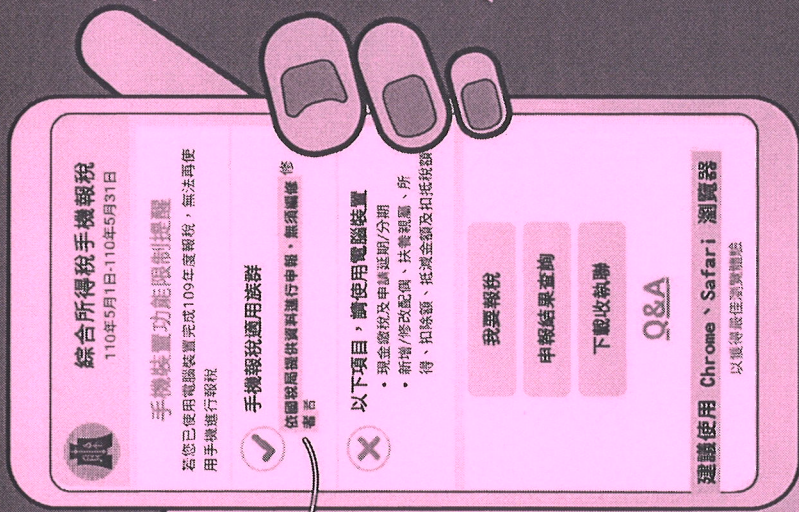 綜合所得稅手機報稅
110年5月1日-110年5月31日
手機裝置功能限制提醒
若您已使用電腦裝置完成109年度報稅，無法再使
用手機進行報稅
手機報稅適用族群
依國稅局提供資料進行申報，無須編修 修
者 否
以下項目，請使用電腦裝置
• 現金繳稅及申請延期/分期
• 新增/修改配偶、扶養親屬、所
得、扣除額、抵減金額及扣抵稅額
我要報稅
申報結果查詢
下載收執聯
Q&A
建議使用 Chrome、Safari 瀏覽器
以獲得最佳瀏覽體驗